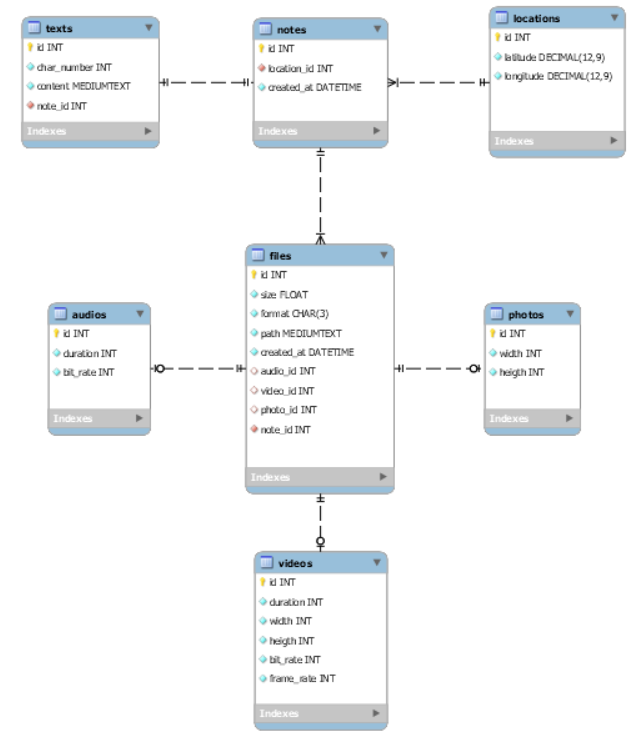 texts
id INT
char_number INT
content MEDIUMTEXT
note_id INT
Indexes
notes
id INT
location_id INT
created_at DATETIME
Indexes
locations
id INT
latitude DECIMAL(12,9)
longitude DECIMAL(12,9)
Indexes
files
id INT
size FLOAT
format CHAR(3)
path MEDIUMTEXT
created_at DATETIME
audio_id INT
video_id INT
photo_id INT
note_id INT
Indexes
audios
id INT
duration INT
bit_rate INT
Indexes
photos
id INT
width INT
heigth INT
Indexes
videos
id INT
duration INT
width INT
heigth INT
bit_rate INT
frame_rate INT
Indexes